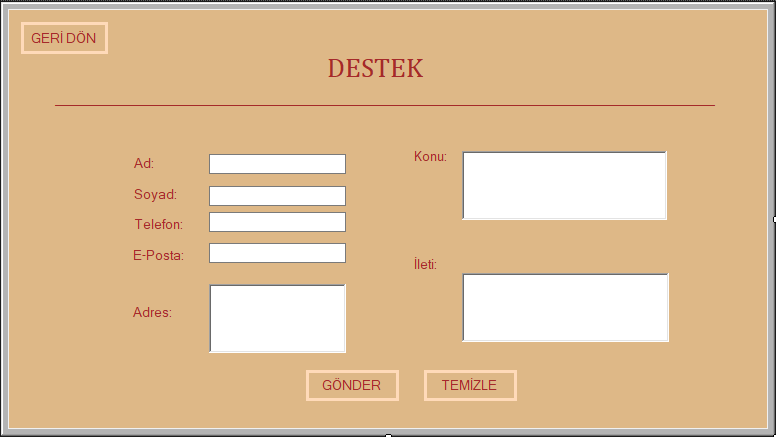 GERİ DÖN
DESTEK
Ad:
Soyad:
Telefon:
E-Posta:
Adres:
Konu:
İleti:
GÖNDER
TEMİZLE